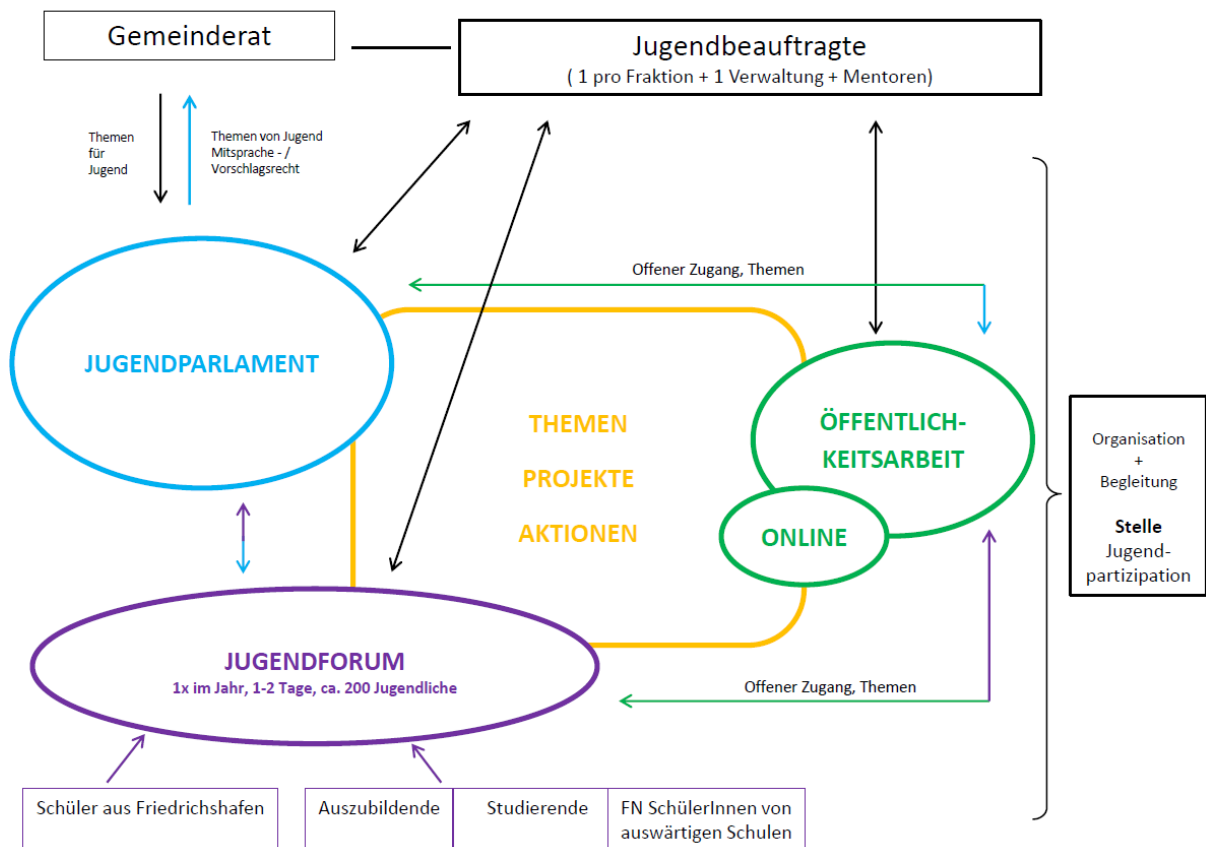 Gemeinderat
Jugendbeauftragte
( 1 pro Fraktion + 1 Verwaltung + Mentoren)
Themen
für
Jugend
Themen von Jugend
Mitsprache - /
Vorschlagsrecht
Offener Zugang, Themen
JUGENDPARLAMENT
THEMEN
PROJEKTE
AKTIONEN
ÖFFENTLICH-
KEITSARBEIT
ONLINE
Organisation
+
Begleitung
Stelle
Jugend-
partizipation
JUGENDFORUM
1x im Jahr, 1-2 Tage, ca. 200 Jugendliche
Offener Zugang, Themen
Schüler aus Friedrichshafen
Auszubildende
Studierende
FN SchülerInnen von
auswärtigen Schulen